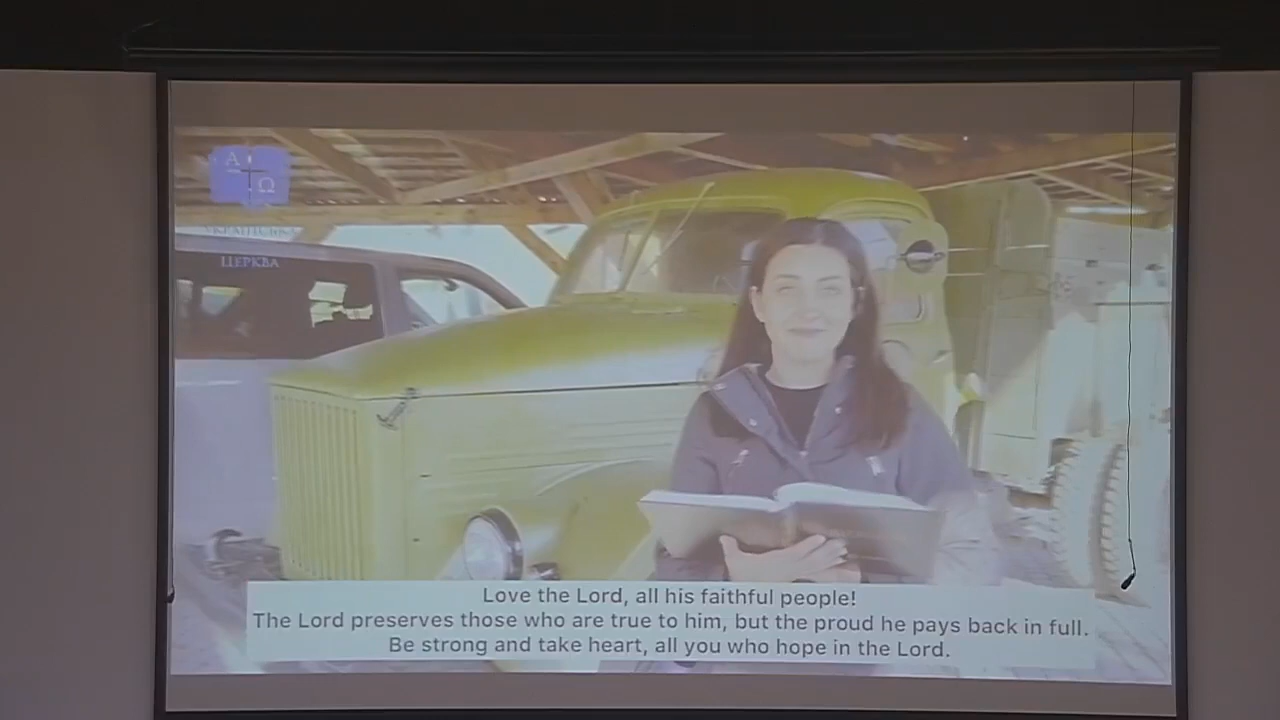 Α
Ω
ЦЕРКВА
Love the Lord, all his faithful people!
The Lord preserves those who are true to him, but the proud he pays back in full.
Be strong and take heart, all you who hope in the Lord.